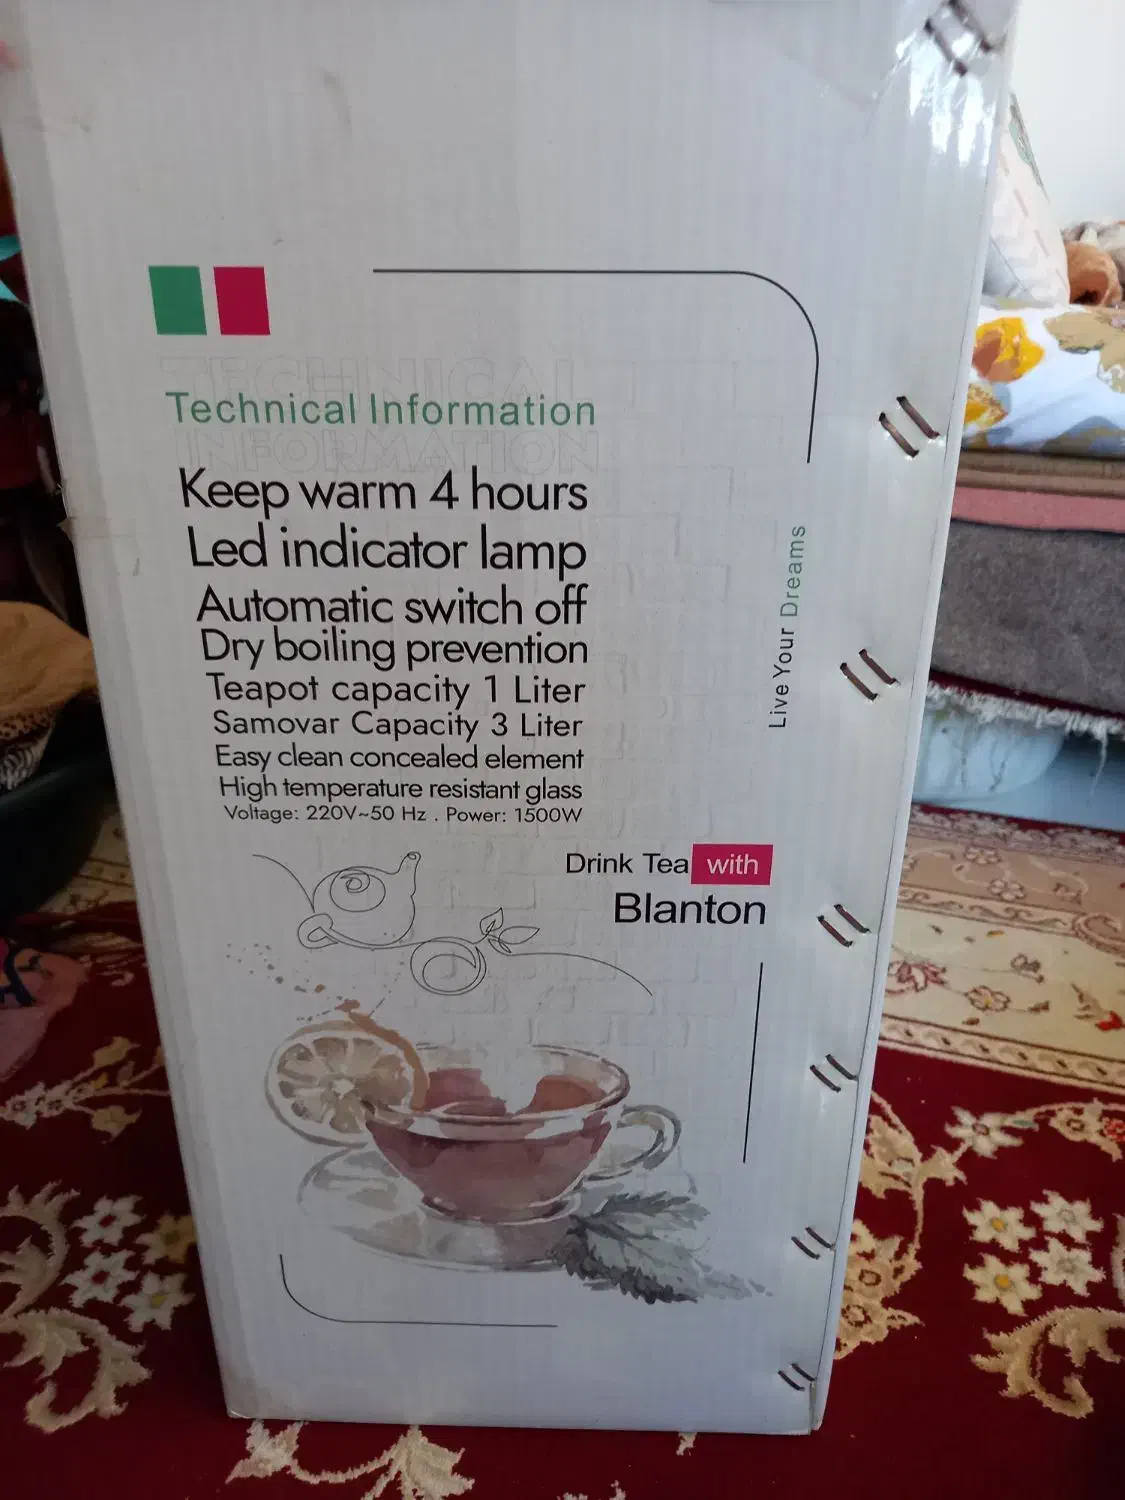 TECHNICAL
Technical Information
INFORMATION
Keep warm 4 hours
Led indicator lamp
Automatic switch off
Dry boiling prevention
Teapot capacity 1 Liter
Samovar Capacity 3 Liter
Easy clean concealed element
High temperature resistant glass
Voltage: 220V~50 Hz . Power: 1500W
Live Your Dreams
Drink Tea with
Blanton